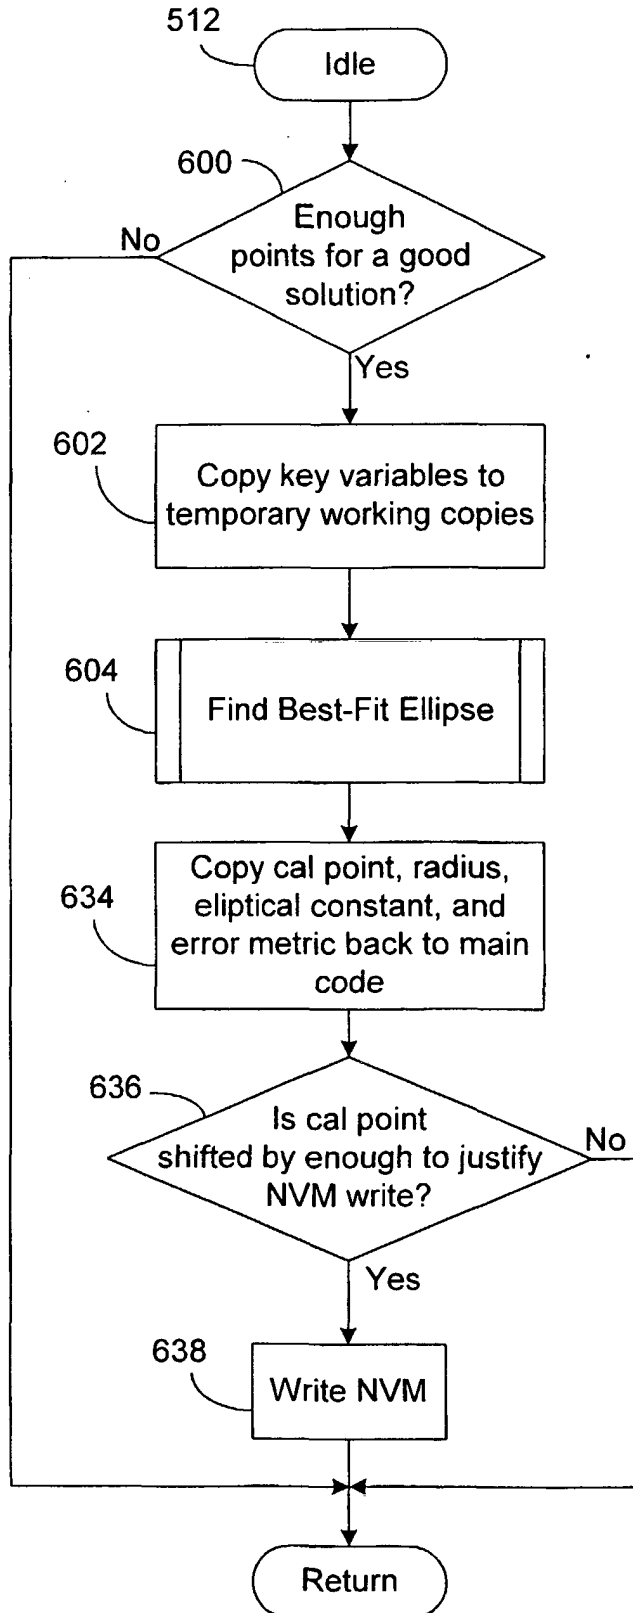 512
Idle
600
Enough
points for a good
solution?
No
Yes
602
Copy key variables to
temporary working copies
604
Find Best-Fit Ellipse
634
Copy cal point, radius,
eliptical constant, and
error metric back to main
code
636
Is cal point
shifted by enough to justify
NVM write?
No
Yes
638
Write NVM
Return